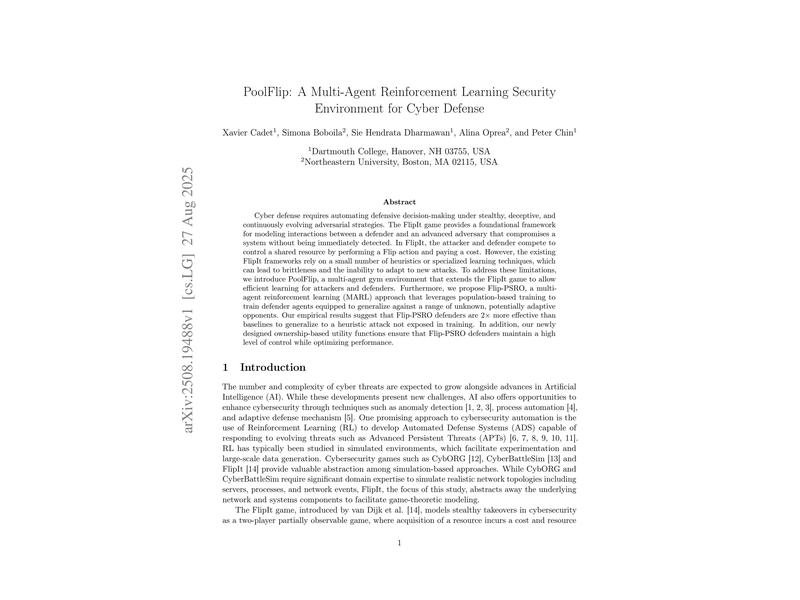 PoolFlip: A Multi-Agent Reinforcement Learning Security
Environment for Cyber Defense
Xavier Cadet¹, Simona Boboila², Sie Hendrata Dharmawan¹, Alina Oprea², and Peter Chin¹
¹Dartmouth College, Hanover, NH 03755, USA
²Northeastern University, Boston, MA 02115, USA
arXiv:2508.19488v1 [cs.LG] 27 Aug 2025
Abstract
Cyber defense requires automating defensive decision-making under stealthy, deceptive, and
continuously evolving adversarial strategies. The FlipIt game provides a foundational framework
for modeling interactions between a defender and an advanced adversary that compromises a
system without being immediately detected. In FlipIt, the attacker and defender compete to
control a shared resource by performing a Flip action and paying a cost. However, the existing
FlipIt frameworks rely on a small number of heuristics or specialized learning techniques, which
can lead to brittleness and the inability to adapt to new attacks. To address these limitations,
we introduce PoolFlip, a multi-agent gym environment that extends the FlipIt game to allow
efficient learning for attackers and defenders. Furthermore, we propose Flip-PSRO, a multi-
agent reinforcement learning (MARL) approach that leverages population-based training to
train defender agents equipped to generalize against a range of unknown, potentially adaptive
opponents. Our empirical results suggest that Flip-PSRO defenders are 2× more effective than
baselines to generalize to a heuristic attack not exposed in training. In addition, our newly
designed ownership-based utility functions ensure that Flip-PSRO defenders maintain a high
level of control while optimizing performance.
1 Introduction
The number and complexity of cyber threats are expected to grow alongside advances in Artificial
Intelligence (AI). While these developments present new challenges, AI also offers opportunities to
enhance cybersecurity through techniques such as anomaly detection [1, 2, 3], process automation [4],
and adaptive defense mechanism [5]. One promising approach to cybersecurity automation is the
use of Reinforcement Learning (RL) to develop Automated Defense Systems (ADS) capable of
responding to evolving threats such as Advanced Persistent Threats (APTs) [6, 7, 8, 9, 10, 11].
RL has typically been studied in simulated environments, which facilitate experimentation and
large-scale data generation. Cybersecurity games such as CybORG [12], CyberBattleSim [13] and
FlipIt [14] provide valuable abstraction among simulation-based approaches. While CybORG and
CyberBattleSim require significant domain expertise to simulate realistic network topologies including
servers, processes, and network events, FlipIt, the focus of this study, abstracts away the underlying
network and systems components to facilitate game-theoretic modeling.
The FlipIt game, introduced by van Dijk et al. [14], models stealthy takeovers in cybersecurity
as a two-player partially observable game, where acquisition of a resource incurs a cost and resource
1